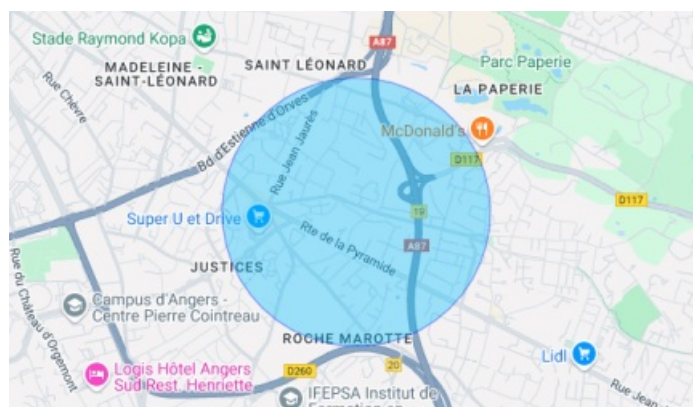 Stade Raymond Kopa
A87
MADELEINE -
SAINT-LÉONARD
SAINT LÉONARD
Parc Paperie
LA PAPERIE
Rue Chèvre
Bd d'Estienne d'Orves
Rue Jean Jaurès
McDonald's
D117
D117
19
Super U et Drive
Rte de la Pyramide
A87
JUSTICES
Rue du Château d'Orgemont
Campus d'Angers -
Centre Pierre Cointreau
ROCHE MAROTTE
Logis Hôtel Angers
Sud Rest. Henriette
D260
20
Lidl
IFEPSA Institut de
Formation en
Rue Jean